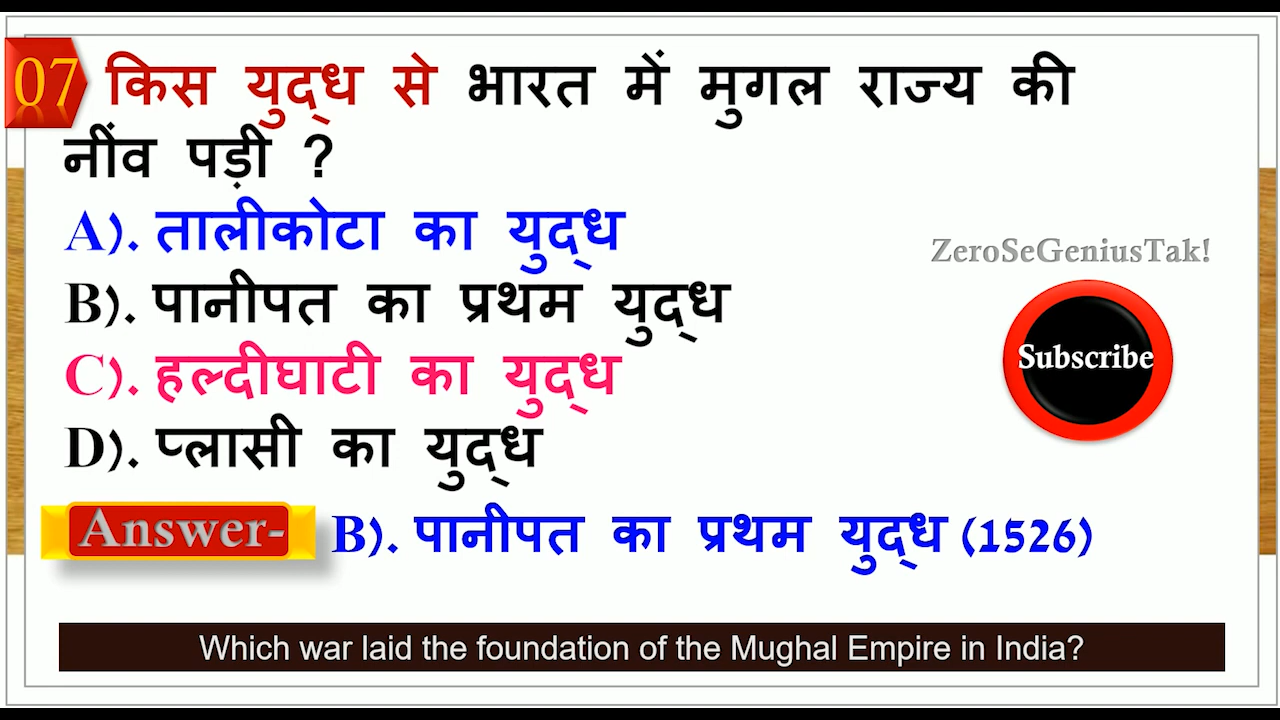 07 किस युद्ध से भारत में मुगल राज्य की
नींव पड़ी ?
A). तालीकोटा का युद्ध
ZeroSeGeniusTak!
B). पानीपत का प्रथम युद्ध
Subscribe
C). हल्दीघाटी का युद्ध
D). प्लासी का युद्ध
Answer- B). पानीपत का प्रथम युद्ध (1526)
Which war laid the foundation of the Mughal Empire in India?